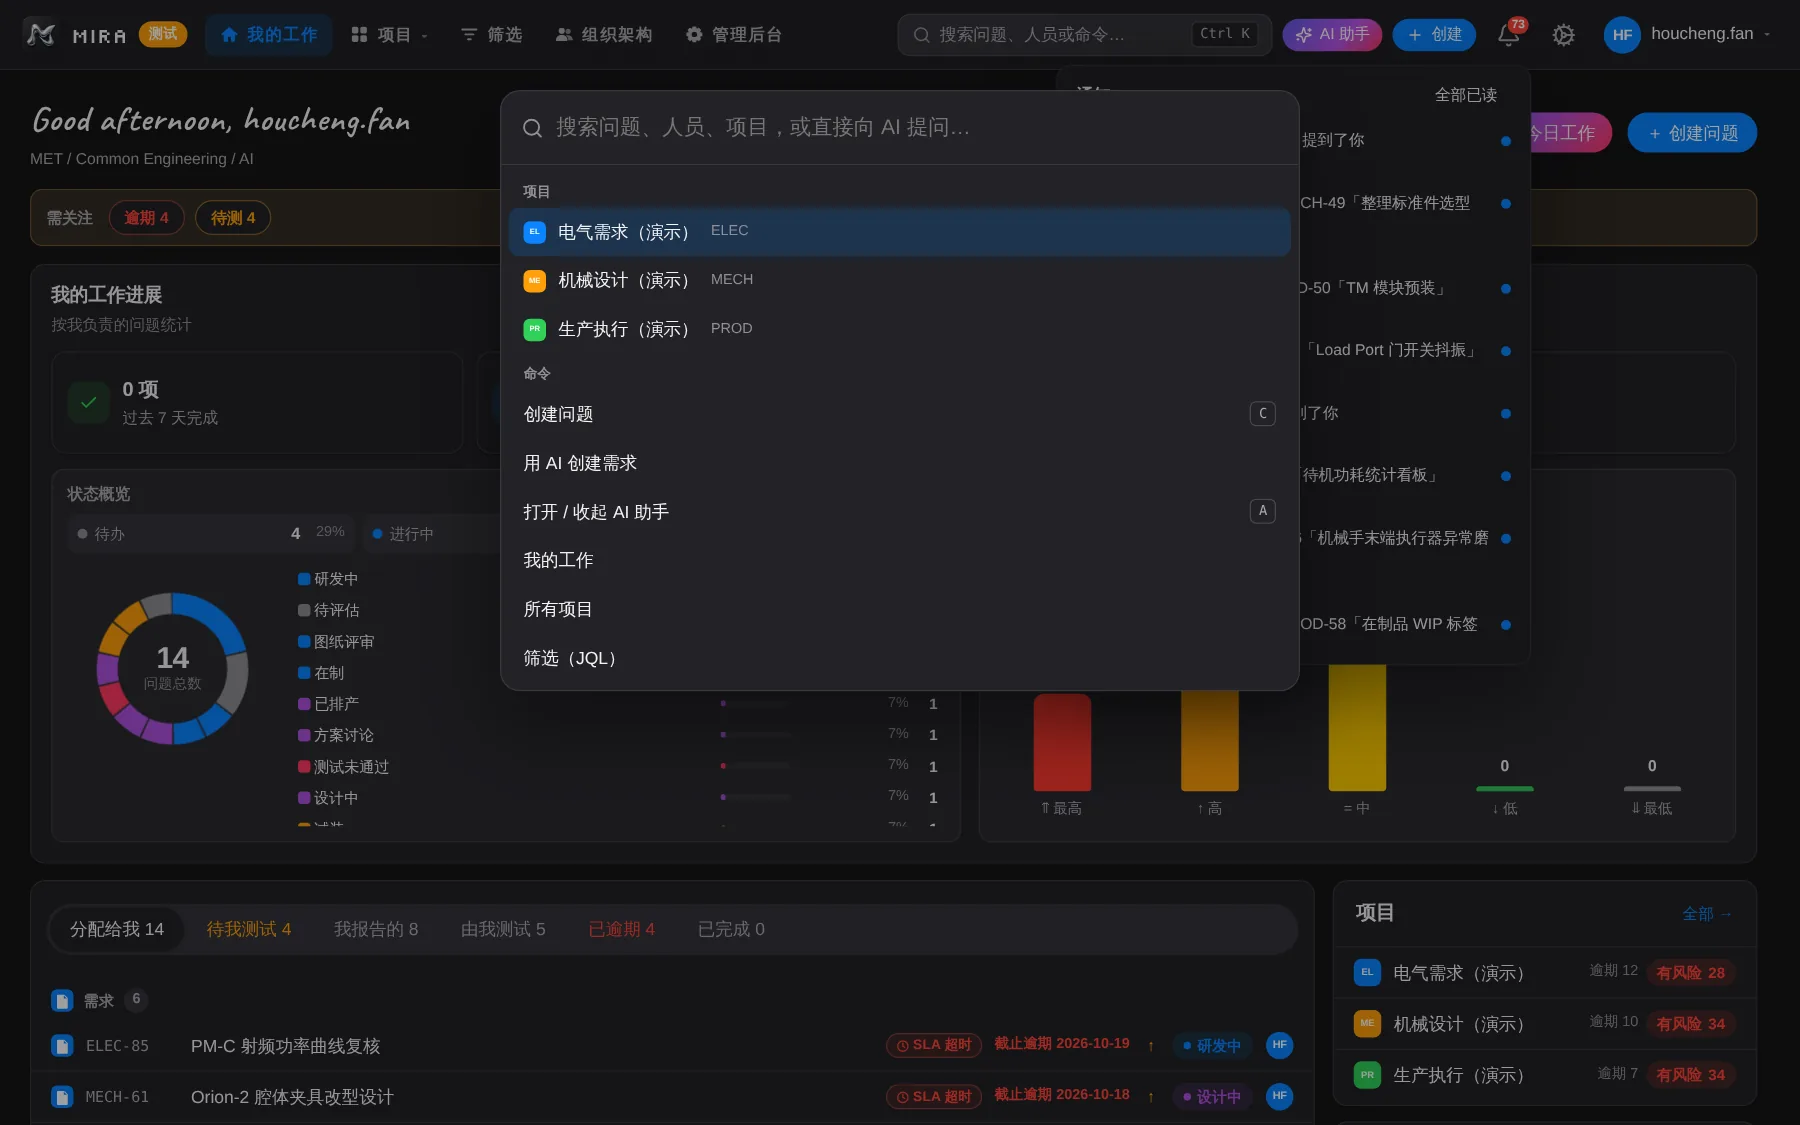 MIRA 测试 我的工作 项目 筛选 组织架构 管理后台 搜索问题、人员或命令… Ctrl K AI 助手 + 创建 73 HF houcheng.fan
Good afternoon, houcheng.fan
MET / Common Engineering / AI
今日工作 + 创建问题
需关注 逾期 4 待测 4
我的工作进展
按我负责的问题统计
0 项
过去 7 天完成
状态概览
待办 4 29% 进行中
14
问题总数
研发中
待评估
图纸评审
在制
已排产 7% 1
方案讨论 7% 1
测试未通过 7% 1
设计中 7% 1
搜索问题、人员、项目，或直接向 AI 提问…
项目
EL 电气需求（演示） ELEC
ME 机械设计（演示） MECH
PR 生产执行（演示） PROD
命令
创建问题 C
用 AI 创建需求
打开 / 收起 AI 助手 A
我的工作
所有项目
筛选（JQL）
全部已读
提到了你
CH-49「整理标准件选型
-50「TM 模块预装」
「Load Port 门开关抖振」
到了你
「待机功耗统计看板」
「机械手末端执行器异常磨
OD-58「在制品 WIP 标签
0 0
⇑ 最高 ↑ 高 = 中 ↓ 低 ⇓ 最低
分配给我 14 待我测试 4 我报告的 8 由我测试 5 已逾期 4 已完成 0
需求 6
ELEC-85 PM-C 射频功率曲线复核 SLA 超时 截止逾期 2026-10-19 ↑ 研发中 HF
MECH-61 Orion-2 腔体夹具改型设计 SLA 超时 截止逾期 2026-10-18 ↑ 设计中 HF
项目 全部 →
EL 电气需求（演示） 逾期 12 有风险 28
ME 机械设计（演示） 逾期 10 有风险 34
PR 生产执行（演示） 逾期 7 有风险 34